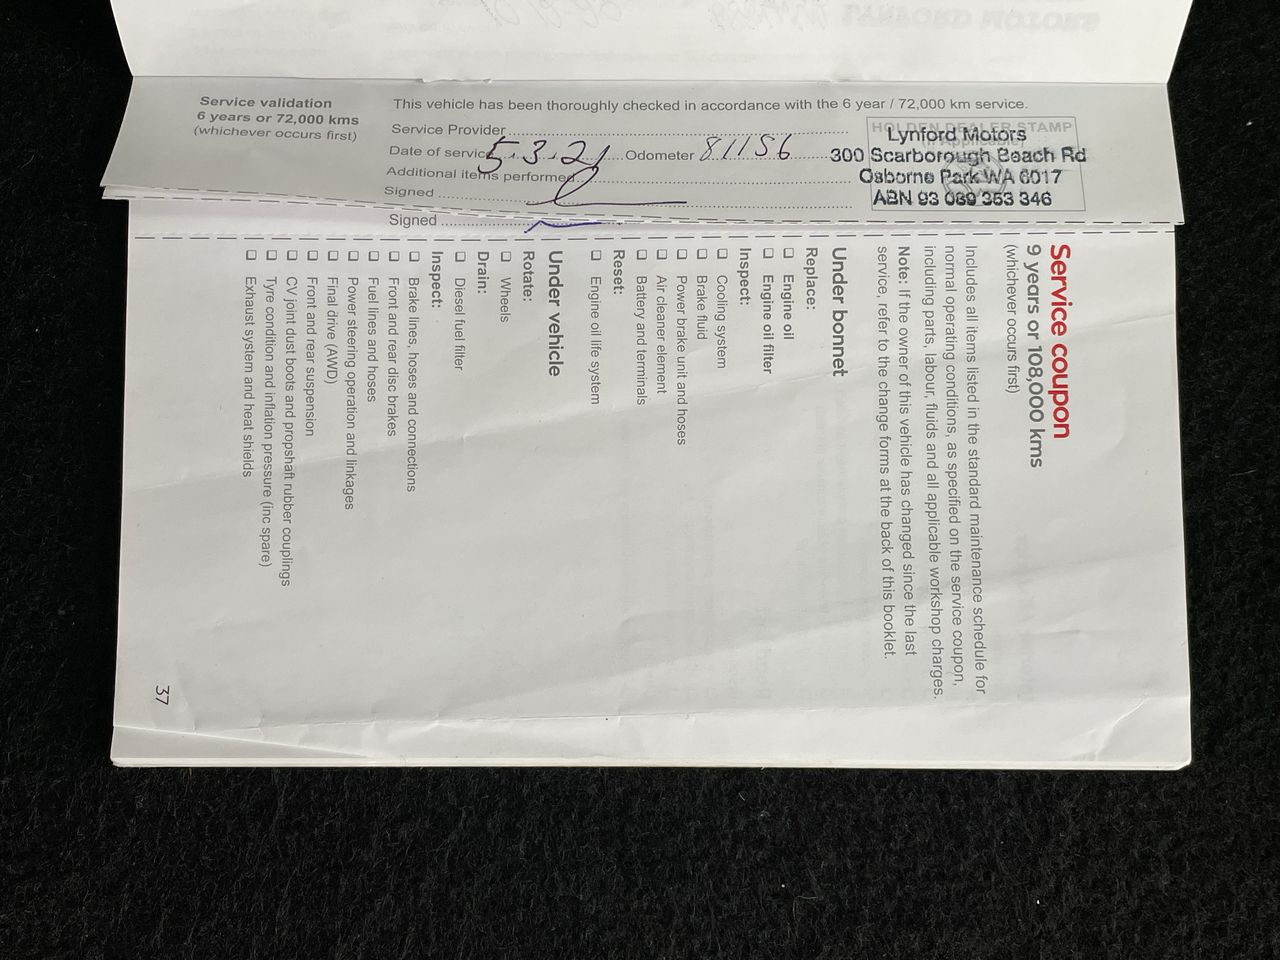 Service validation
6 years or 72,000 kms
(whichever occurs first)
This vehicle has been thoroughly checked in accordance with the 6 year / 72,000 km service.
Service Provider
Date of servic 5.3.21 Odometer 81156
Additional items performed
Signed
HOLDEN DEALER STAMP
Lynford Motors
300 Scarborough Beach Rd
Osborne Park WA 6017
ABN 93 089 353 346
Signed
Service coupon
9 years or 108,000 kms
(whichever occurs first)
Includes all items listed in the standard maintenance schedule for
normal operating conditions, as specified on the service coupon,
including parts, labour, fluids and all applicable workshop charges.
Note: If the owner of this vehicle has changed since the last
service, refer to the change forms at the back of this booklet.
Under bonnet
Replace:
Engine oil
Engine oil filter
Inspect:
Cooling system
Brake fluid
Power brake unit and hoses
Air cleaner element
Battery and terminals
Reset:
Engine oil life system
Under vehicle
Rotate:
Wheels
Drain:
Diesel fuel filter
Inspect:
Brake lines, hoses and connections
Front and rear disc brakes
Fuel lines and hoses
Power steering operation and linkages
Final drive (AWD)
Front and rear suspension
CV joint dust boots and propshaft rubber couplings
Tyre condition and inflation pressure (inc spare)
Exhaust system and heat shields
37